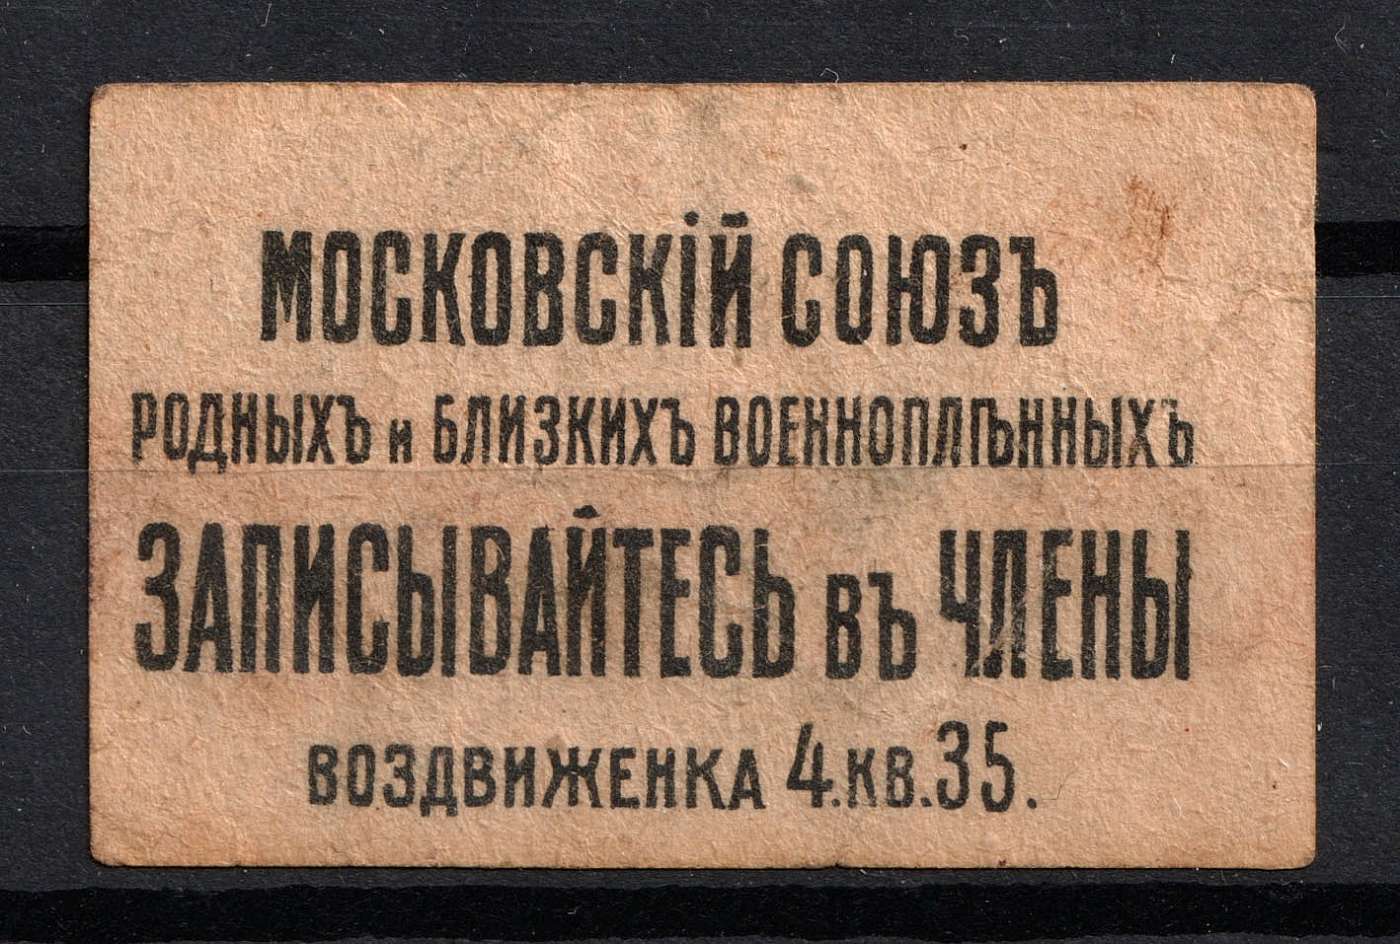 МОСКОВСКІЙ СОЮЗЪ
РОДНЫХЪ и БЛИЗКИХЪ ВОЕННОПЛѢННЫХЪ
ЗАПИСЫВАЙТЕСЬ ВЪ ЧЛЕНЫ
ВОЗДВИЖЕНКА 4.КВ.35.